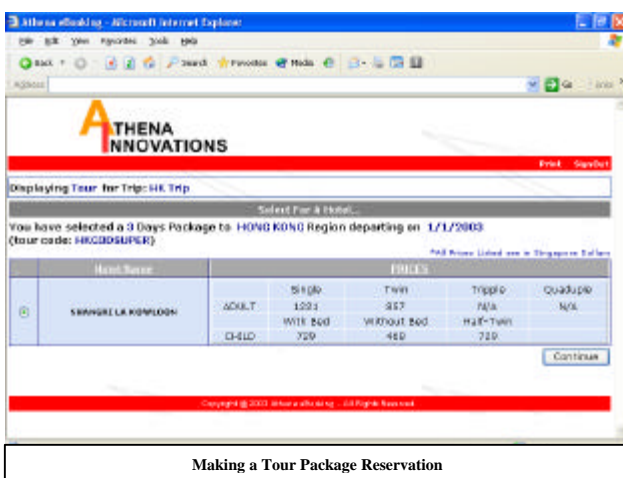 Athena eBooking - Microsoft Internet Explorer
File Edit View Favorites Tools Help
Back Search Favorites Media
Address Go Links
ATHENA
INNOVATIONS
Print SignOut
Displaying Tour for Trip: HK Trip
Select For A Hotel...
You have selected a 3 Days Package to HONG KONG Region departing on 1/1/2003
(tour code: HKG3DSUPER)
*All Prices Listed are in Singapore Dollars
Hotel Name PRICES
Single Twin Tripple Quadruple
SHANGRI LA KOWLOON ADULT N/A N/A
With Bed Without Bed Half-Twin
CHILD 729 469 729
Continue
Copyright @ 2003 Athena eBooking - All Rights Reserved
Making a Tour Package Reservation